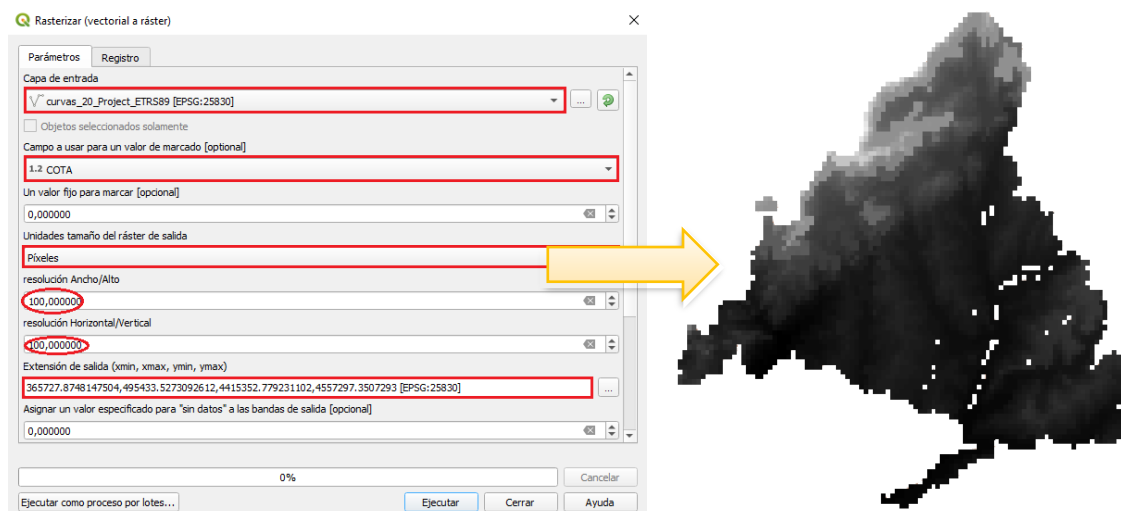 Rasterizar (vectorial a ráster)
Parámetros Registro
Capa de entrada
curvas_20_Project_ETRS89 [EPSG:25830]
...
Objetos seleccionados solamente
Campo a usar para un valor de marcado [optional]
1.2 COTA
Un valor fijo para marcar [opcional]
0,000000
Unidades tamaño del ráster de salida
Píxeles
resolución Ancho/Alto
100,000000
resolución Horizontal/Vertical
100,000000
Extensión de salida (xmin, xmax, ymin, ymax)
365727.8748147504,495433.5273092612,4415352.779231102,4557297.3507293 [EPSG:25830]
...
Asignar un valor especificado para "sin datos" a las bandas de salida [opcional]
0,000000
0%
Cancelar
Ejecutar como proceso por lotes...
Ejecutar Cerrar Ayuda